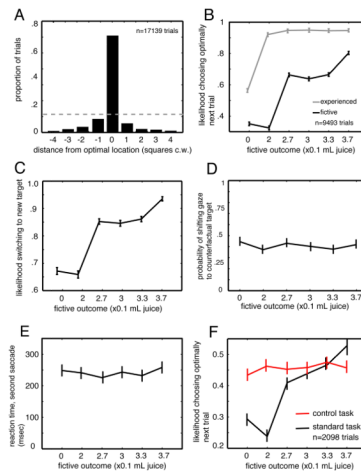 A
n=17139 trials
proportion of trials
.8
.6
.4
.2
0
-4 -3 -2 -1 0 1 2 3 4
distance from optimal location (squares c.w.)
B
likelihood choosing optimally
next trial
1
.8
.6
.4
experienced
fictive
n=9493 trials
0 2 2.7 3 3.3 3.7
fictive outcome (x0.1 mL juice)
C
likelihood switching to new target
1.0
.9
.8
.7
.6
0 2 2.7 3 3.3 3.7
fictive outcome (x0.1 mL juice)
D
probability of shifting gaze
to counterfactual target
1
.75
.5
.25
0
0 2 2.7 3 3.3 3.7
fictive outcome (x0.1 mL juice)
E
reaction time, second saccade
(msec)
300
200
100
0
0 2 2.7 3 3.3 3.7
fictive outcome (x0.1 mL juice)
F
likelihood choosing optimally
next trial
0.5
0.4
0.3
0.2
control task
standard task
n=2098 trials
0 2 2.7 3 3.3 3.7
fictive outcome (x0.1 mL juice)